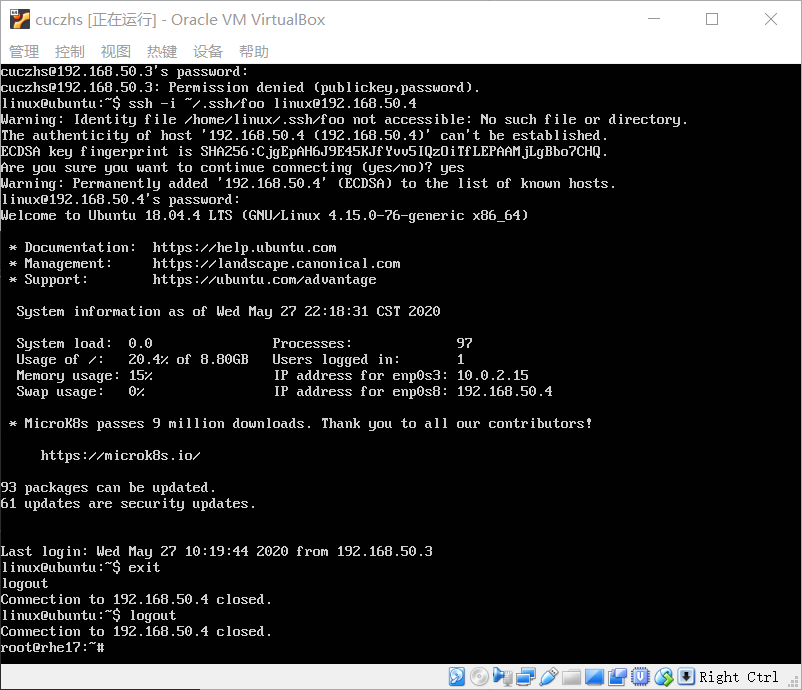 cuczhs [正在运行] - Oracle VM VirtualBox
管理 控制 视图 热键 设备 帮助
cuczhs@192.168.50.3's password:
cuczhs@192.168.50.3: Permission denied (publickey,password).
linux@ubuntu:~$ ssh -i ~/.ssh/foo linux@192.168.50.4
Warning: Identity file /home/linux/.ssh/foo not accessible: No such file or directory.
The authenticity of host '192.168.50.4 (192.168.50.4)' can't be established.
ECDSA key fingerprint is SHA256:CjgEpAH6J9E45KJfYvv5IQzOiTfLEPAAMjLgBbo7CHQ.
Are you sure you want to continue connecting (yes/no)? yes
Warning: Permanently added '192.168.50.4' (ECDSA) to the list of known hosts.
linux@192.168.50.4's password:
Welcome to Ubuntu 18.04.4 LTS (GNU/Linux 4.15.0-76-generic x86_64)
* Documentation: https://help.ubuntu.com
* Management: https://landscape.canonical.com
* Support: https://ubuntu.com/advantage
System information as of Wed May 27 22:18:31 CST 2020
System load: 0.0 Processes: 97
Usage of /: 20.4% of 8.80GB Users logged in: 1
Memory usage: 15% IP address for enp0s3: 10.0.2.15
Swap usage: 0% IP address for enp0s8: 192.168.50.4
* MicroK8s passes 9 million downloads. Thank you to all our contributors!
https://microk8s.io/
93 packages can be updated.
61 updates are security updates.
Last login: Wed May 27 10:19:44 2020 from 192.168.50.3
linux@ubuntu:~$ exit
logout
Connection to 192.168.50.4 closed.
linux@ubuntu:~$ logout
Connection to 192.168.50.4 closed.
root@rhe17:~#
Right Ctrl